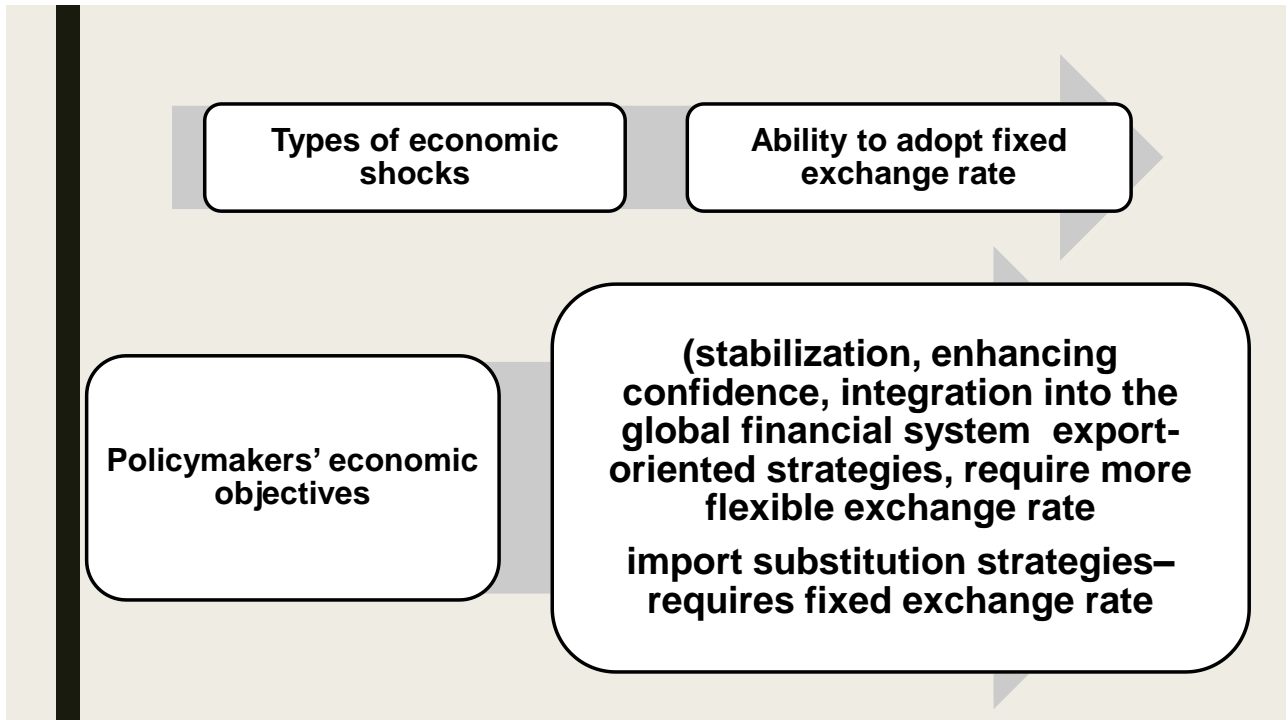 Types of economic
shocks
Ability to adopt fixed
exchange rate
Policymakers’ economic
objectives
(stabilization, enhancing
confidence, integration into the
global financial system  export-
oriented strategies, require more
flexible exchange rate
import substitution strategies–
requires fixed exchange rate